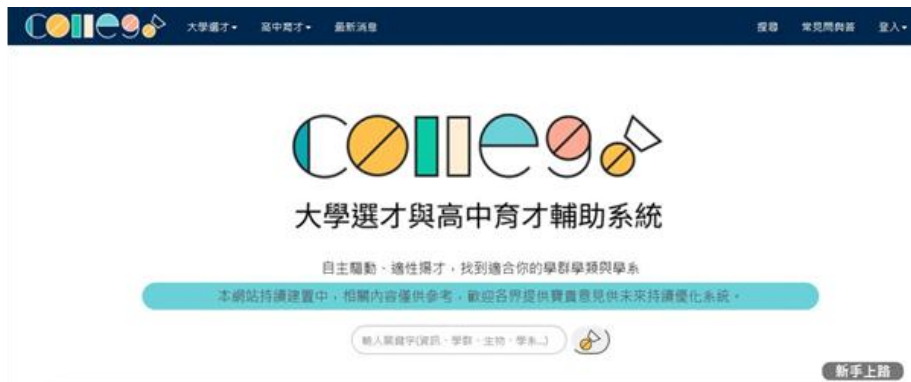 Collego 大學選才 高中育才 最新消息 搜尋 常見問與答 登入
Collego
大學選才與高中育才輔助系統
自主驅動、適性揚才，找到適合你的學群學類與學系
本網站持續建置中，相關內容僅供參考，歡迎各界提供寶貴意見供未來持續優化系統。
輸入關鍵字(資訊、學群、生物、學系...)
新手上路